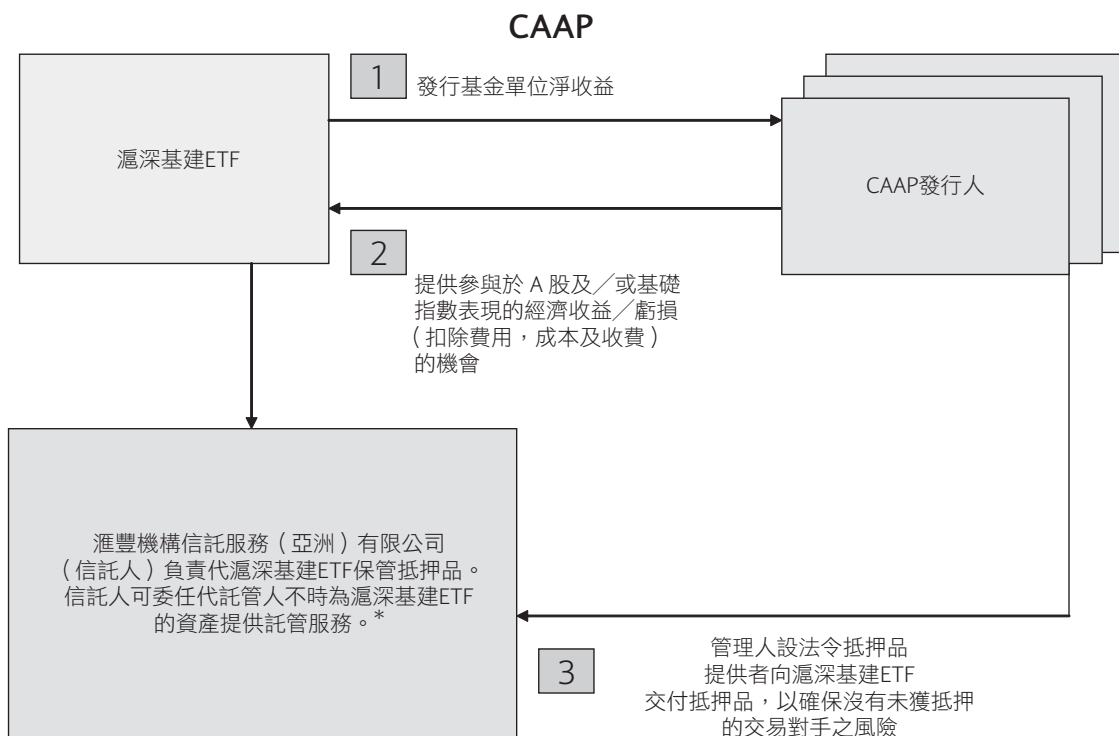 CAAP
1
發行基金單位淨收益
滬深基建ETF
CAAP發行人
2
提供參與於 A 股及／或基礎
指數表現的經濟收益／虧損
（扣除費用，成本及收費）
的機會
滙豐機構信託服務（亞洲）有限公司
（信託人）負責代滬深基建ETF保管抵押品。
信託人可委任代託管人不時為滬深基建ETF
的資產提供託管服務。*
3
管理人設法令抵押品
提供者向滬深基建ETF
交付抵押品，以確保沒有未獲抵押
的交易對手之風險